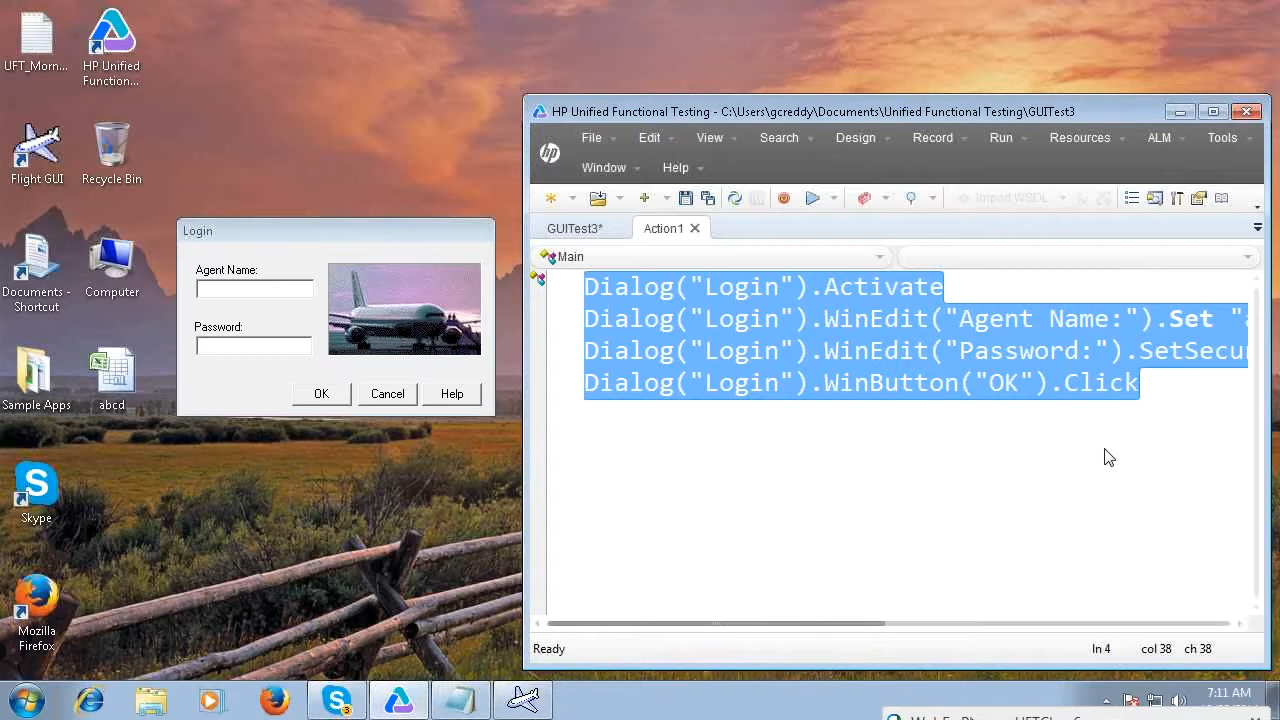 UFT_Morn...
HP Unified
Function...
Flight GUI
Recycle Bin
Documents -
Shortcut
Computer
Sample Apps
abcd
Skype
Mozilla
Firefox
Login
Agent Name:
Password:
OK
Cancel
Help
HP Unified Functional Testing - C:\Users\gcreddy\Documents\Unified Functional Testing\GUITest3
File
Edit
View
Search
Design
Record
Run
Resources
ALM
Tools
Window
Help
Import WSDL
GUITest3*
Action1
Main
Dialog("Login").Activate
Dialog("Login").WinEdit("Agent Name:").Set "
Dialog("Login").WinEdit("Password:").SetSecu
Dialog("Login").WinButton("OK").Click
Ready
In 4
col 38
ch 38
3
7:11 AM